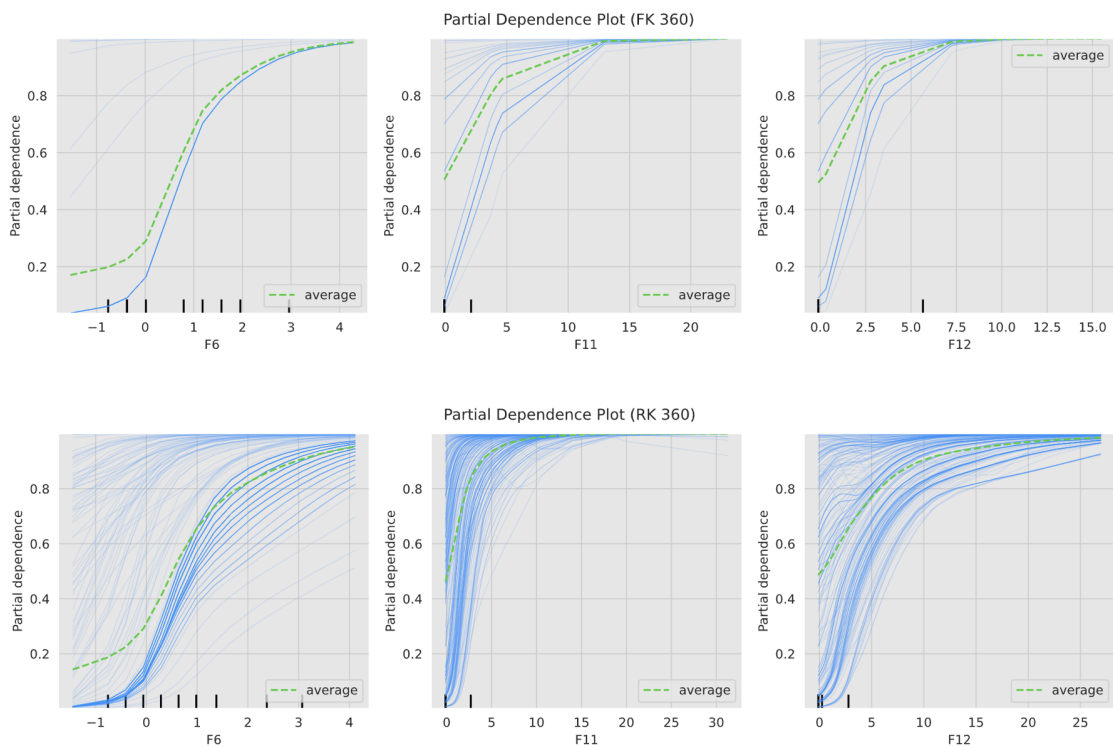 Partial Dependence Plot (FK 360)
Partial dependence
0.8
0.6
0.4
0.2
−1 0 1 2 3 4
F6
average
Partial dependence
0.8
0.6
0.4
0.2
0 5 10 15 20
F11
average
Partial dependence
0.8
0.6
0.4
0.2
0.0 2.5 5.0 7.5 10.0 12.5 15.0
F12
average
Partial Dependence Plot (RK 360)
Partial dependence
0.8
0.6
0.4
0.2
−1 0 1 2 3 4
F6
average
Partial dependence
0.8
0.6
0.4
0.2
0 5 10 15 20 25 30
F11
average
Partial dependence
0.8
0.6
0.4
0.2
0 5 10 15 20 25
F12
average